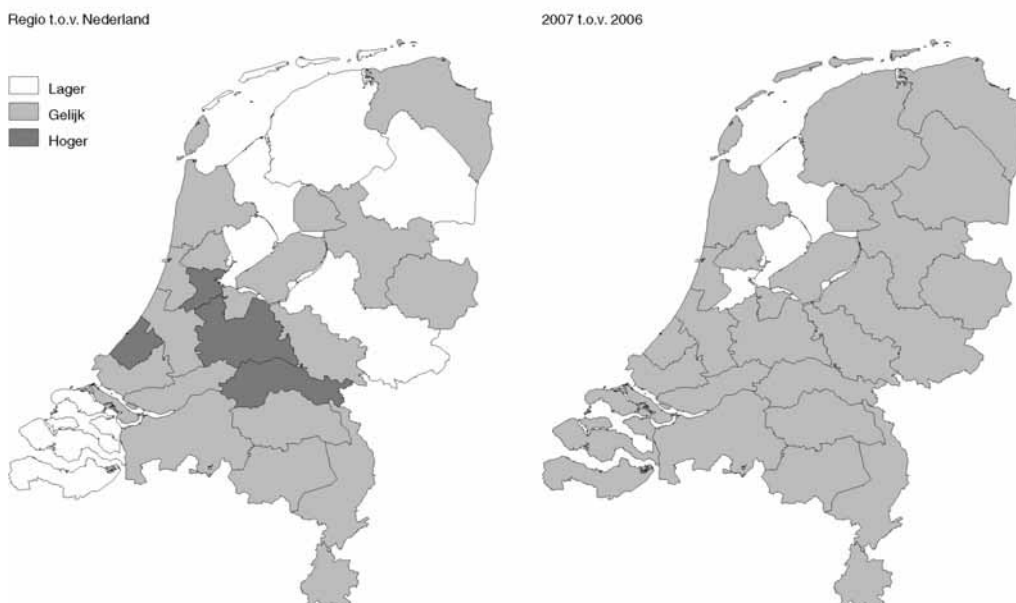 Regio t.o.v. Nederland
Lager
Gelijk
Hoger
2007 t.o.v. 2006